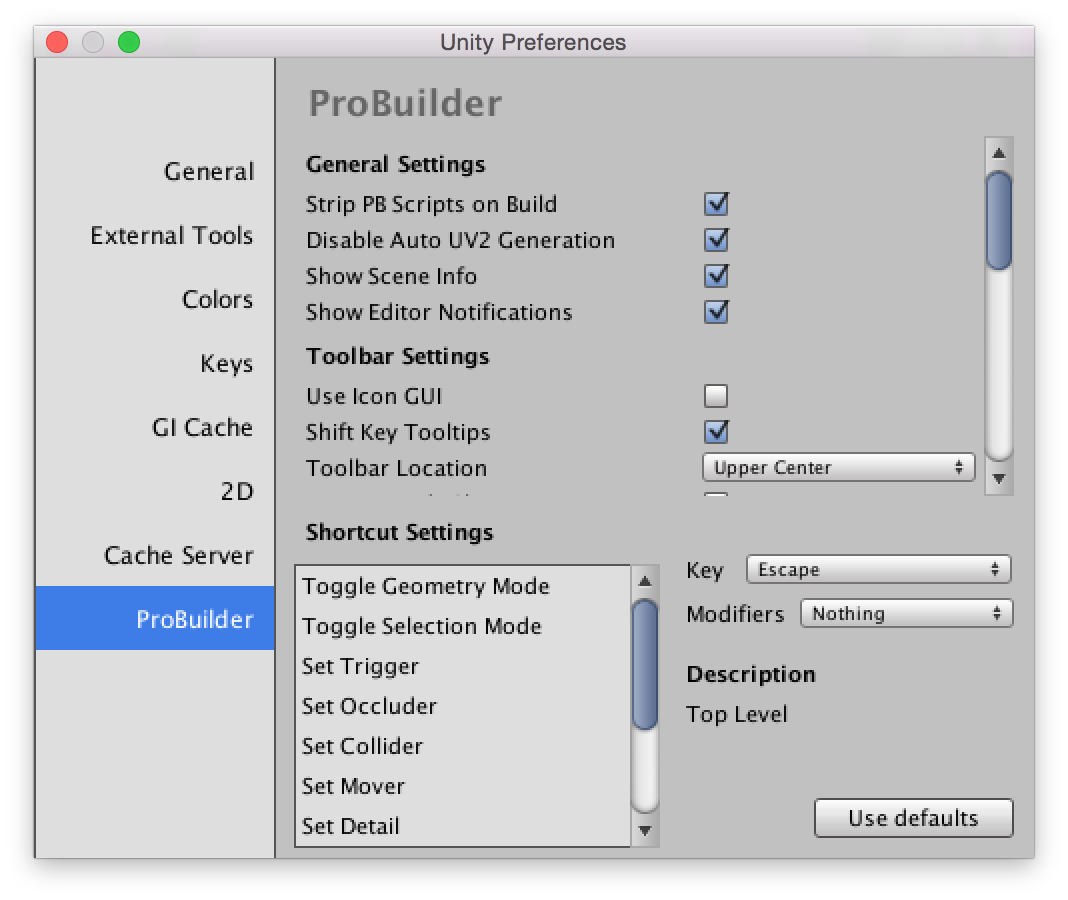 Unity Preferences
General
External Tools
Colors
Keys
GI Cache
2D
Cache Server
ProBuilder
ProBuilder
General Settings
Strip PB Scripts on Build
Disable Auto UV2 Generation
Show Scene Info
Show Editor Notifications
Toolbar Settings
Use Icon GUI
Shift Key Tooltips
Toolbar Location Upper Center
Shortcut Settings
Toggle Geometry Mode
Toggle Selection Mode
Set Trigger
Set Occluder
Set Collider
Set Mover
Set Detail
Key Escape
Modifiers Nothing
Description
Top Level
Use defaults